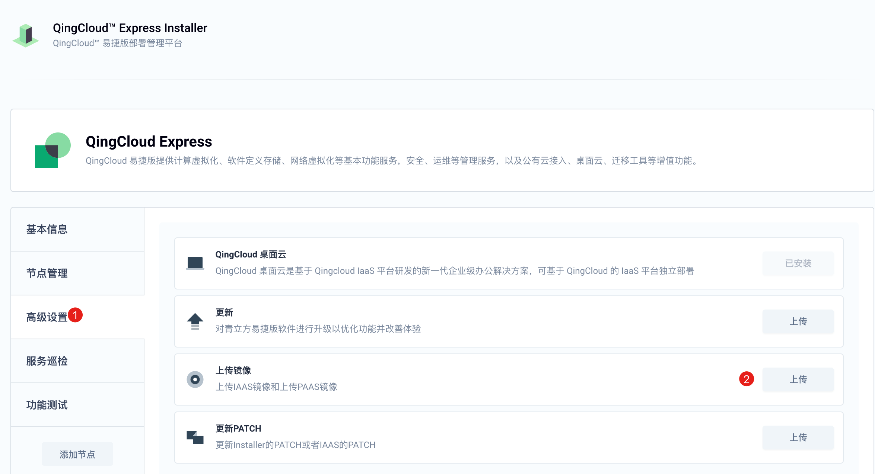 QingCloud™ Express Installer
QingCloud™ 易捷版部署管理平台
QingCloud Express
QingCloud 易捷版提供计算虚拟化、软件定义存储、网络虚拟化等基本功能服务，安全、运维等管理服务，以及公有云接入、桌面云、迁移工具等增值功能。
基本信息
节点管理
高级设置 1
服务巡检
功能测试
添加节点
QingCloud 桌面云
QingCloud 桌面云是基于 Qingcloud IaaS 平台研发的新一代企业级办公解决方案，可基于 QingCloud 的 IaaS 平台独立部署
已安装
更新
对青立方易捷版软件进行升级以优化功能并改善体验
上传
上传镜像
上传IAAS镜像和上传PAAS镜像
2 上传
更新PATCH
更新Installer的PATCH或者IAAS的PATCH
上传